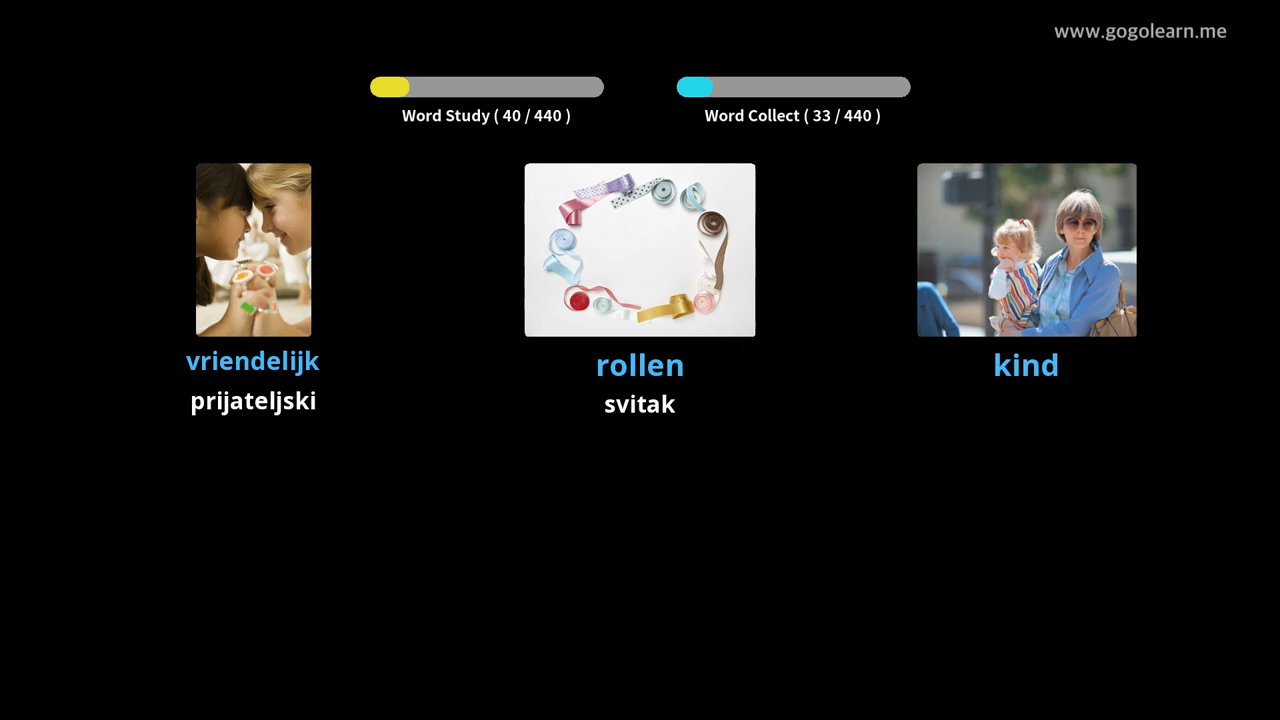 www.gogolearn.me
Word Study ( 40 / 440 )
Word Collect ( 33 / 440 )
vriendelijk
prijateljski
rollen
svitak
kind